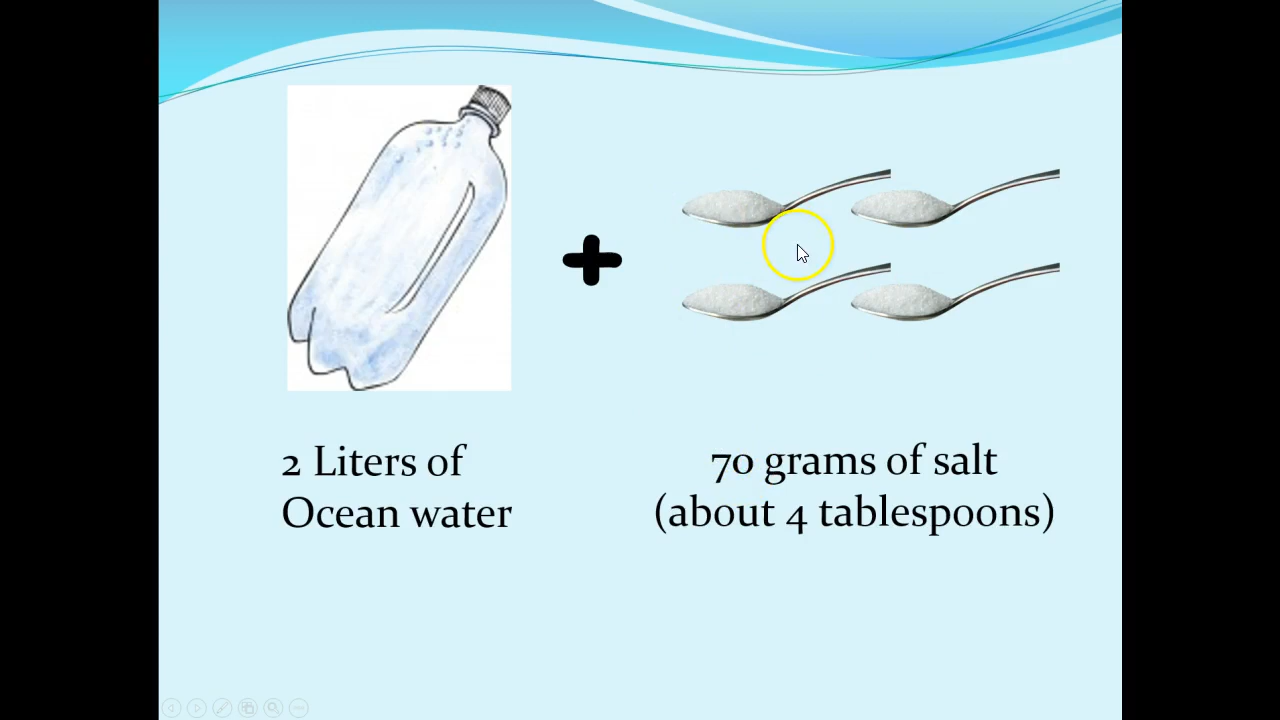 2 Liters of
Ocean water
70 grams of salt
(about 4 tablespoons)